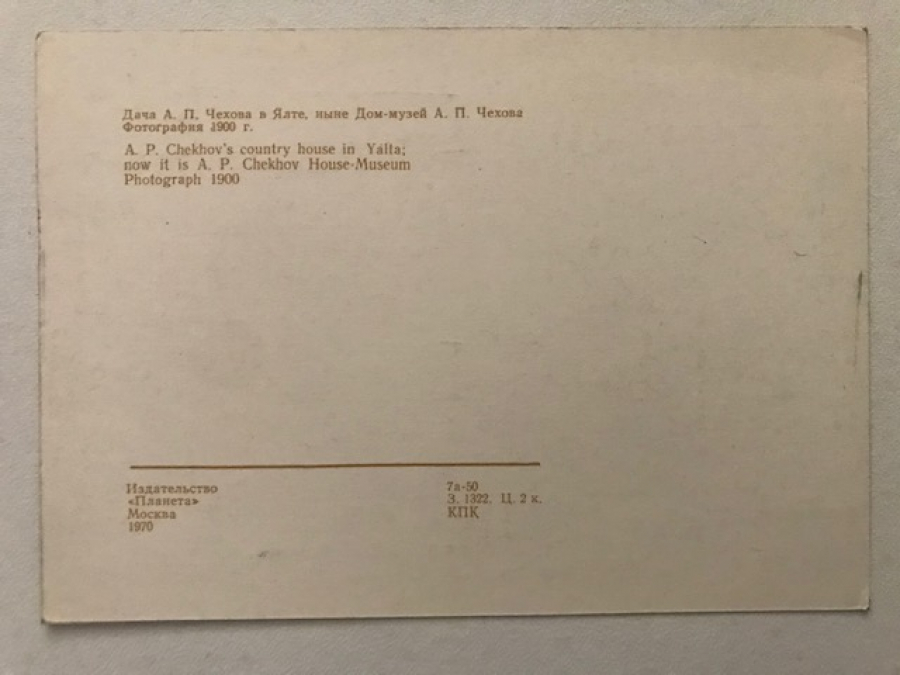 Дача А. П. Чехова в Ялте, ныне Дом-музей А. П. Чехова
Фотография 1900 г.
A. P. Chekhov's country house in Yalta;
now it is A. P. Chekhov House-Museum
Photograph 1900
Издательство
«Планета»
Москва
1970
7а-50
З. 1322. Ц. 2 к.
КПК